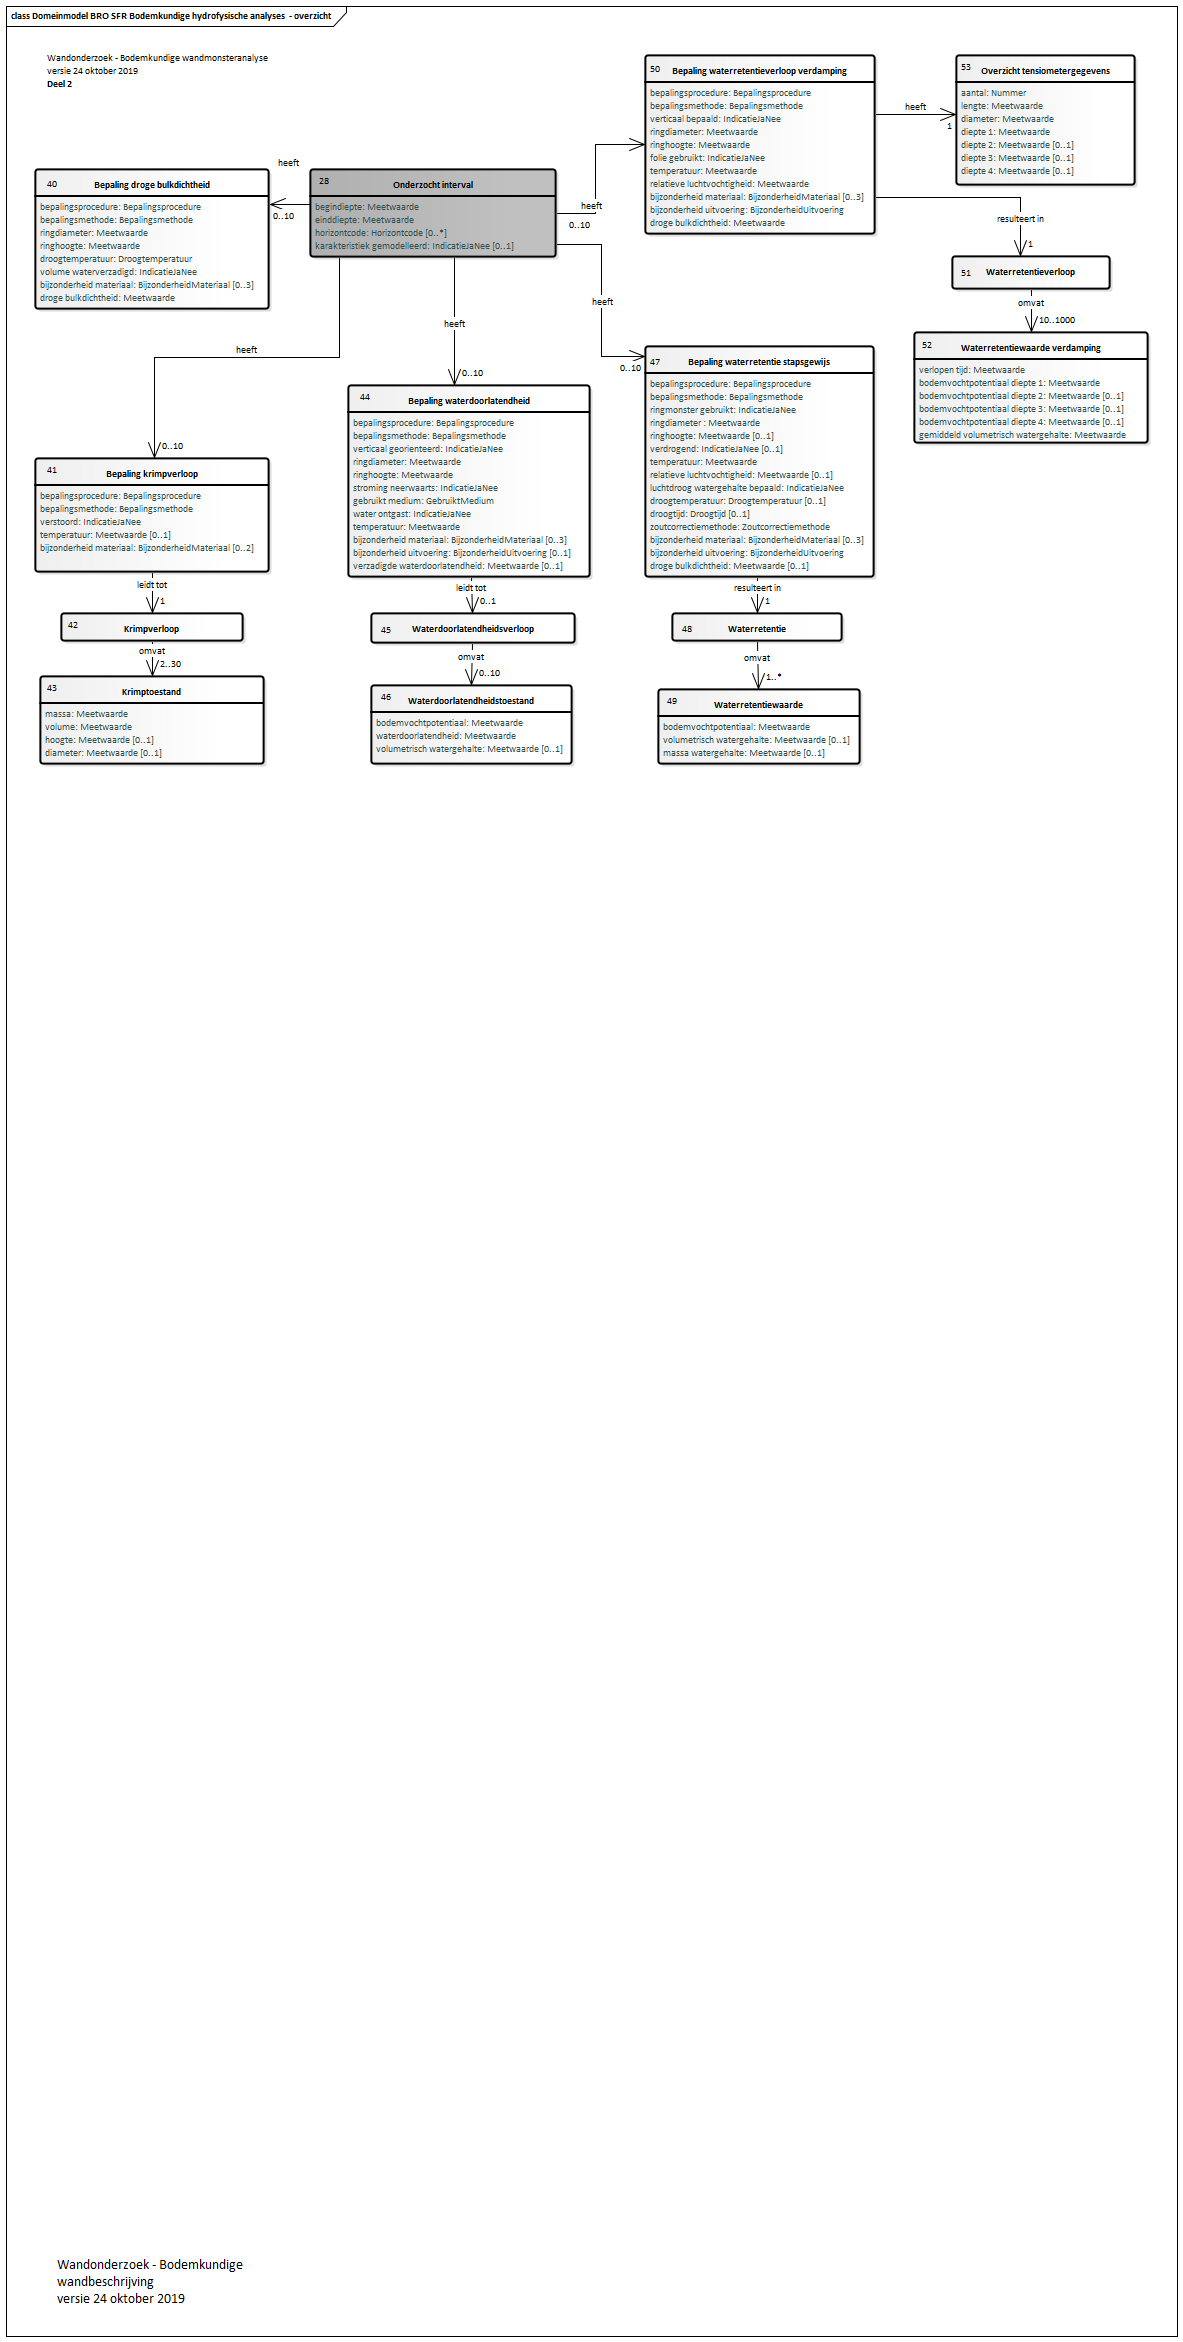 class Domeinmodel BRO SFR Bodemkundige hydrofysische analyses - overzicht
Wandonderzoek - Bodemkundige wandmonsteranalyse
versie 24 oktober 2019
Deel 2
50 Bepaling waterretentieverloop verdamping
bepalingsprocedure: Bepalingsprocedure
bepalingsmethode: Bepalingsmethode
verticaal bepaald: IndicatieJaNee
ringdiameter: Meetwaarde
ringhoogte: Meetwaarde
folie gebruikt: IndicatieJaNee
temperatuur: Meetwaarde
relatieve luchtvochtigheid: Meetwaarde
bijzonderheid materiaal: BijzonderheidMateriaal [0..3]
bijzonderheid uitvoering: BijzonderheidUitvoering
droge bulkdichtheid: Meetwaarde
heeft
1
53 Overzicht tensiometergegevens
aantal: Nummer
lengte: Meetwaarde
diameter: Meetwaarde
diepte 1: Meetwaarde
diepte 2: Meetwaarde [0..1]
diepte 3: Meetwaarde [0..1]
diepte 4: Meetwaarde [0..1]
heeft
0..10
40 Bepaling droge bulkdichtheid
bepalingsprocedure: Bepalingsprocedure
bepalingsmethode: Bepalingsmethode
ringdiameter: Meetwaarde
ringhoogte: Meetwaarde
droogtemperatuur: Droogtemperatuur
volume waterverzadigd: IndicatieJaNee
bijzonderheid materiaal: BijzonderheidMateriaal [0..3]
droge bulkdichtheid: Meetwaarde
28 Onderzocht interval
begindiepte: Meetwaarde
einddiepte: Meetwaarde
horizontcode: Horizontcode [0..*]
karakteristiek gemodelleerd: IndicatieJaNee [0..1]
heeft
0..10
resulteert in
1
51 Waterretentieverloop
omvat
10..1000
52 Waterretentiewaarde verdamping
verlopen tijd: Meetwaarde
bodemvochtpotentiaal diepte 1: Meetwaarde
bodemvochtpotentiaal diepte 2: Meetwaarde [0..1]
bodemvochtpotentiaal diepte 3: Meetwaarde [0..1]
bodemvochtpotentiaal diepte 4: Meetwaarde [0..1]
gemiddeld volumetrisch watergehalte: Meetwaarde
heeft
0..10
heeft
0..10
heeft
0..10
47 Bepaling waterretentie stapsgewijs
bepalingsprocedure: Bepalingsprocedure
bepalingsmethode: Bepalingsmethode
ringmonster gebruikt: IndicatieJaNee
ringdiameter : Meetwaarde
ringhoogte: Meetwaarde [0..1]
verdrogend: IndicatieJaNee [0..1]
temperatuur: Meetwaarde
relatieve luchtvochtigheid: Meetwaarde [0..1]
luchtdroog watergehalte bepaald: IndicatieJaNee
droogtemperatuur: Droogtemperatuur [0..1]
droogtijd: Droogtijd [0..1]
zoutcorrectiemethode: Zoutcorrectiemethode
bijzonderheid materiaal: BijzonderheidMateriaal [0..3]
bijzonderheid uitvoering: BijzonderheidUitvoering
droge bulkdichtheid: Meetwaarde [0..1]
44 Bepaling waterdoorlatendheid
bepalingsprocedure: Bepalingsprocedure
bepalingsmethode: Bepalingsmethode
verticaal georienteerd: IndicatieJaNee
ringdiameter: Meetwaarde
ringhoogte: Meetwaarde
stroming neerwaarts: IndicatieJaNee
gebruikt medium: GebruiktMedium
water ontgast: IndicatieJaNee
temperatuur: Meetwaarde
bijzonderheid materiaal: BijzonderheidMateriaal [0..3]
bijzonderheid uitvoering: BijzonderheidUitvoering [0..1]
verzadigde waterdoorlatendheid: Meetwaarde [0..1]
41 Bepaling krimpverloop
bepalingsprocedure: Bepalingsprocedure
bepalingsmethode: Bepalingsmethode
verstoord: IndicatieJaNee
temperatuur: Meetwaarde [0..1]
bijzonderheid materiaal: BijzonderheidMateriaal [0..2]
leidt tot
1
42 Krimpverloop
omvat
2..30
43 Krimptoestand
massa: Meetwaarde
volume: Meetwaarde
hoogte: Meetwaarde [0..1]
diameter: Meetwaarde [0..1]
leidt tot
0..1
45 Waterdoorlatendheidsverloop
omvat
0..10
46 Waterdoorlatendheidstoestand
bodemvochtpotentiaal: Meetwaarde
waterdoorlatendheid: Meetwaarde
volumetrisch watergehalte: Meetwaarde [0..1]
resulteert in
1
48 Waterretentie
omvat
1..*
49 Waterretentiewaarde
bodemvochtpotentiaal: Meetwaarde
volumetrisch watergehalte: Meetwaarde [0..1]
massa watergehalte: Meetwaarde [0..1]
Wandonderzoek - Bodemkundige
wandbeschrijving
versie 24 oktober 2019